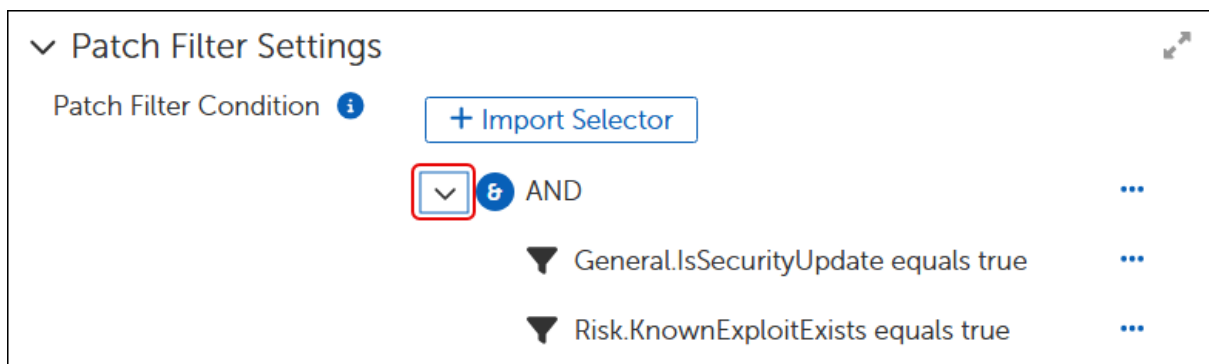 Patch Filter Settings
Patch Filter Condition i
+ Import Selector
& AND
General.IsSecurityUpdate equals true
Risk.KnownExploitExists equals true